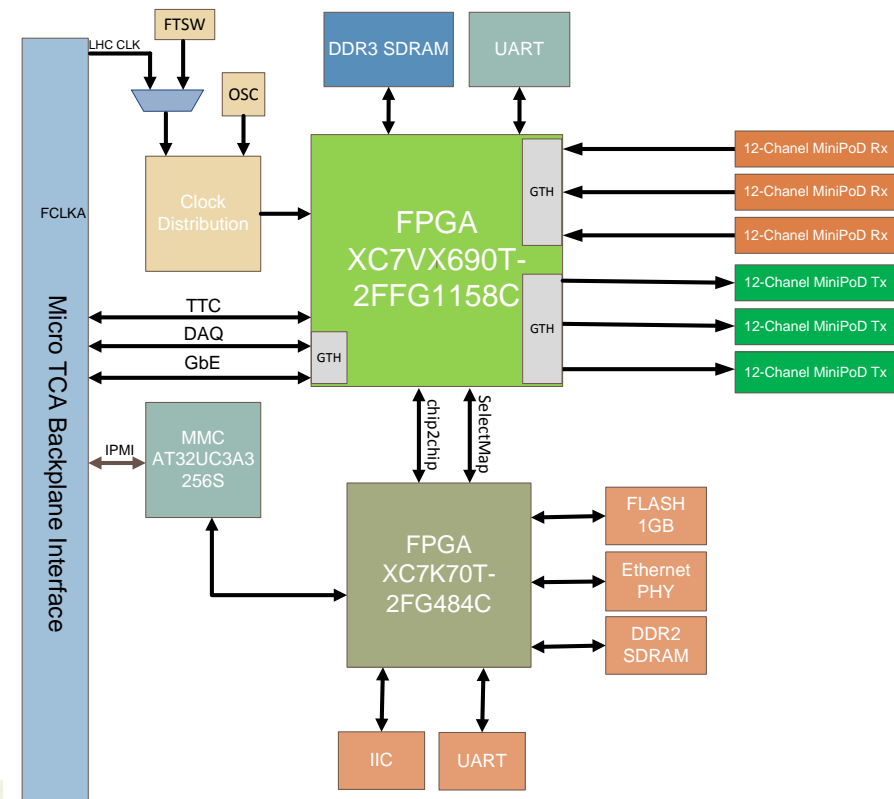 FTSW
LHC CLK
OSC
DDR3 SDRAM
UART
Clock
Distribution
FCLKA
Micro TCA Backplane Interface
FPGA
XC7VX690T-
2FFG1158C
GTH
GTH
GTH
12-Chanel MiniPoD Rx
12-Chanel MiniPoD Rx
12-Chanel MiniPoD Rx
12-Chanel MiniPoD Tx
12-Chanel MiniPoD Tx
12-Chanel MiniPoD Tx
TTC
DAQ
GbE
chip2chip
SelectMap
IPMI
MMC
AT32UC3A3
256S
FPGA
XC7K70T-
2FG484C
FLASH
1GB
Ethernet
PHY
DDR2
SDRAM
IIC
UART